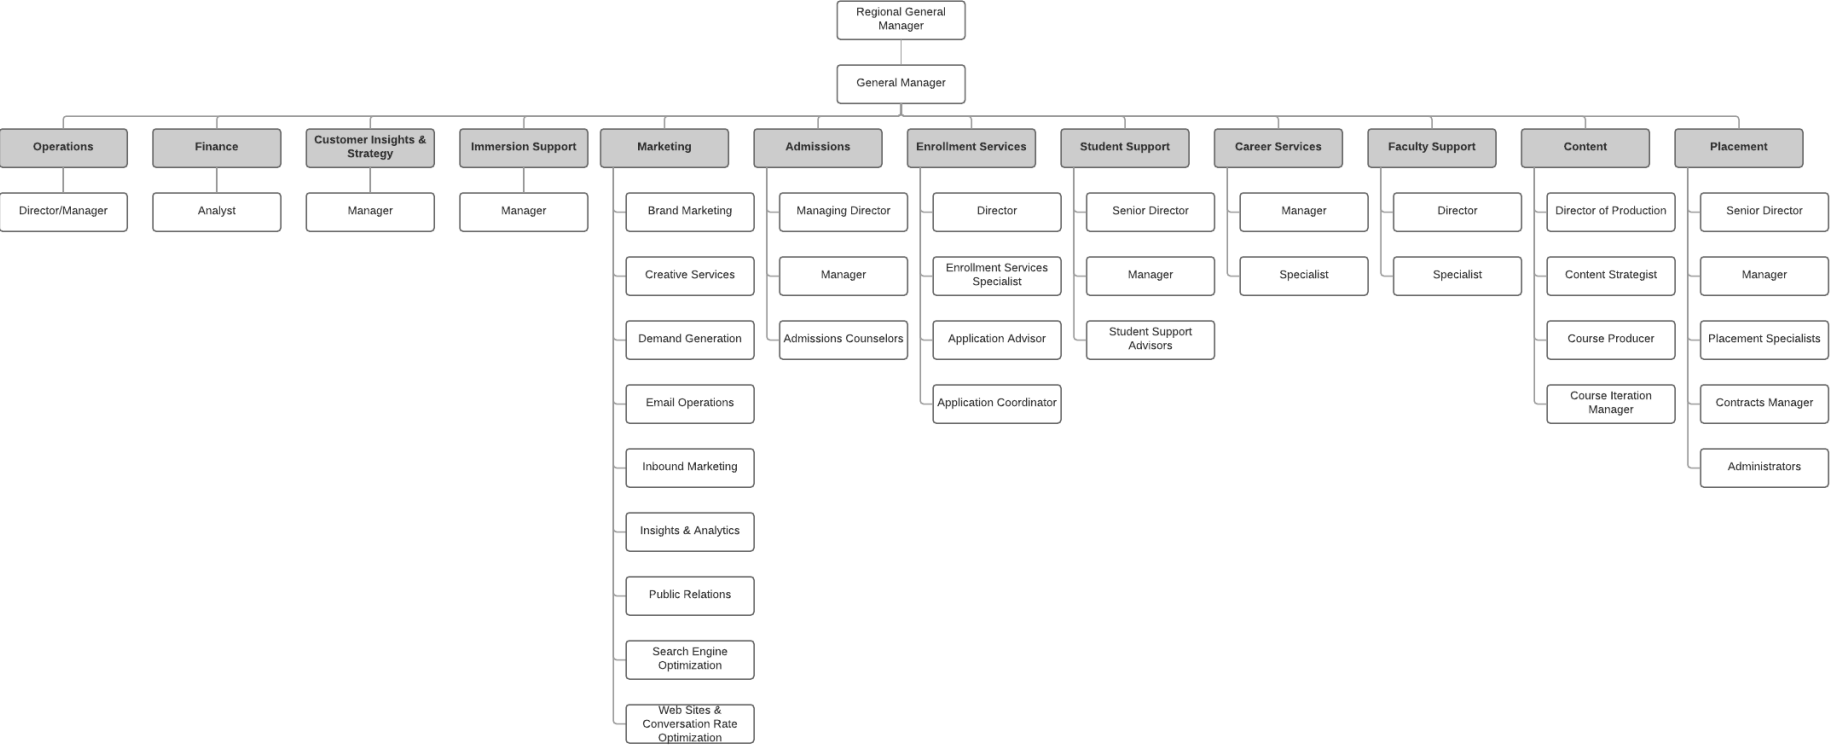 Regional General
Manager
General Manager
Operations
Finance
Customer Insights &
Strategy
Immersion Support
Marketing
Admissions
Enrollment Services
Student Support
Career Services
Faculty Support
Content
Placement
Director/Manager
Analyst
Manager
Manager
Brand Marketing
Creative Services
Demand Generation
Email Operations
Inbound Marketing
Insights & Analytics
Public Relations
Search Engine
Optimization
Web Sites &
Conversation Rate
Optimization
Managing Director
Manager
Admissions Counselors
Director
Enrollment Services
Specialist
Application Advisor
Application Coordinator
Senior Director
Manager
Student Support
Advisors
Manager
Specialist
Director
Specialist
Director of Production
Content Strategist
Course Producer
Course Iteration
Manager
Senior Director
Manager
Placement Specialists
Contracts Manager
Administrators